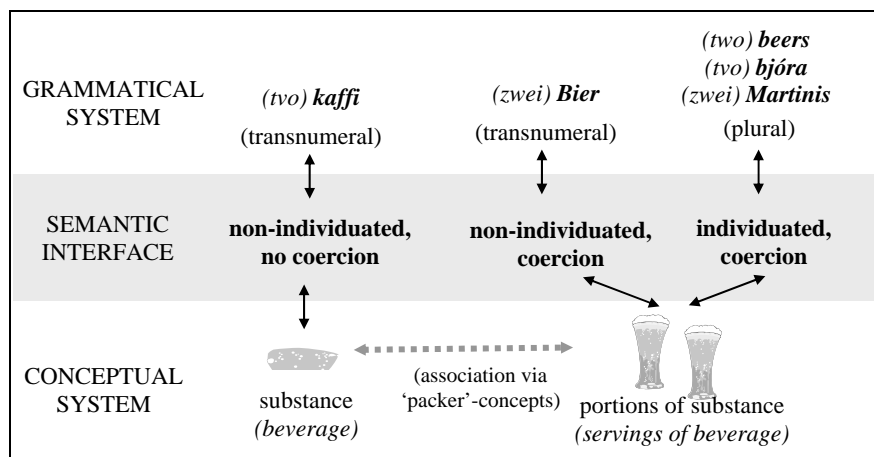 (two) beers
(tvo) bjóra
(zwei) Martinis
(plural)
GRAMMATICAL
SYSTEM
(tvo) kaffi
(transnumeral)
(zwei) Bier
(transnumeral)
SEMANTIC
INTERFACE
non-individuated,
no coercion
non-individuated,
coercion
individuated,
coercion
CONCEPTUAL
SYSTEM
substance
(beverage)
(association via
‘packer’-concepts)
portions of substance
(servings of beverage)